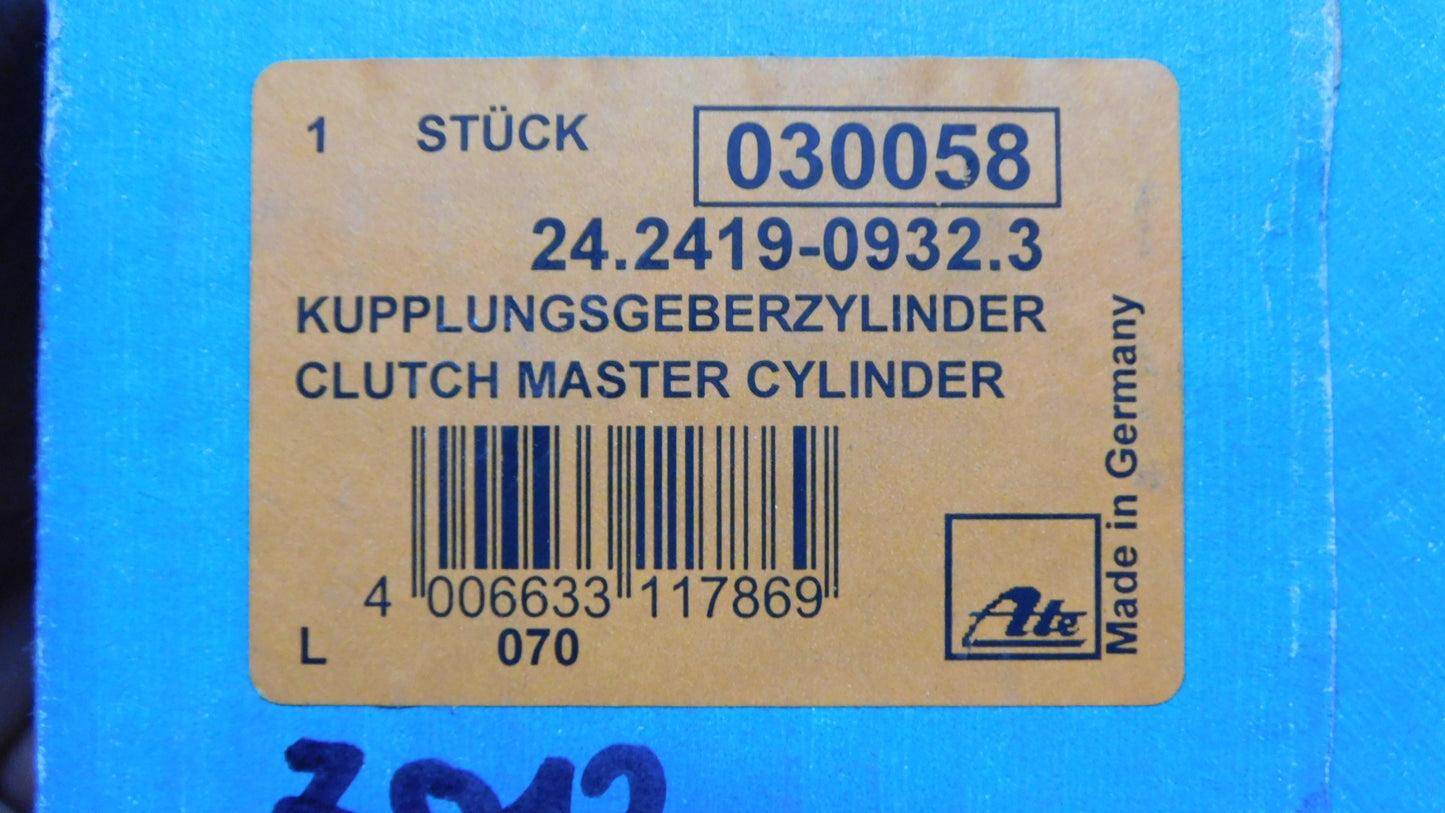 1 STÜCK 030058
24.2419-0932.3
KUPPLUNGSGEBERZYLINDER
CLUTCH MASTER CYLINDER
4 006633 117869
L 070
Ate
Made in Germany